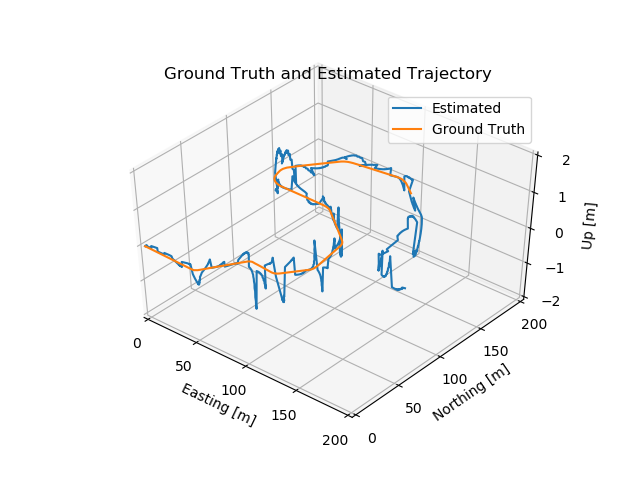 Ground Truth and Estimated Trajectory
Estimated
Ground Truth
2
1
0
−1
−2
Up [m]
0
50
100
150
200
Easting [m]
0
50
100
150
200
Northing [m]